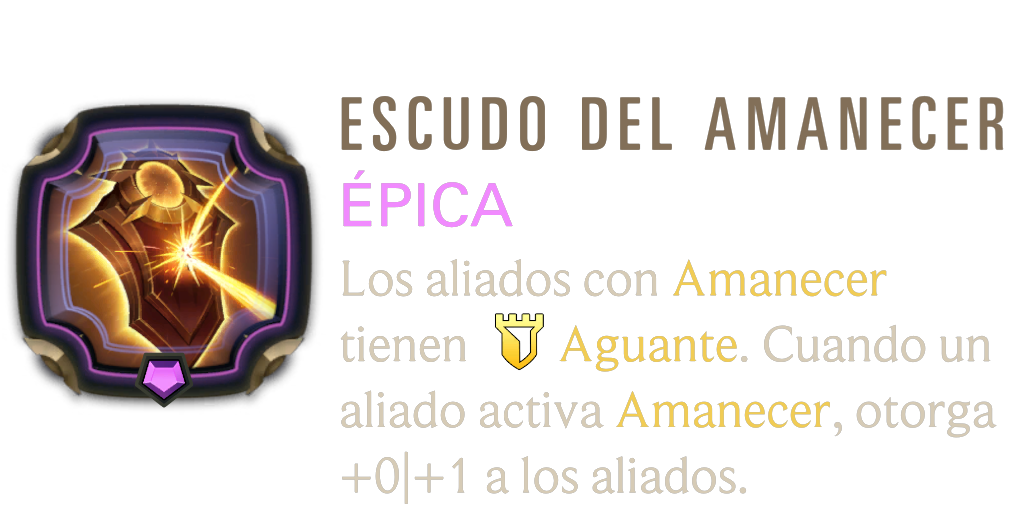 ESCUDO DEL AMANECER
ÉPICA
Los aliados con Amanecer
tienen Aguante. Cuando un
aliado activa Amanecer, otorga
+0|+1 a los aliados.